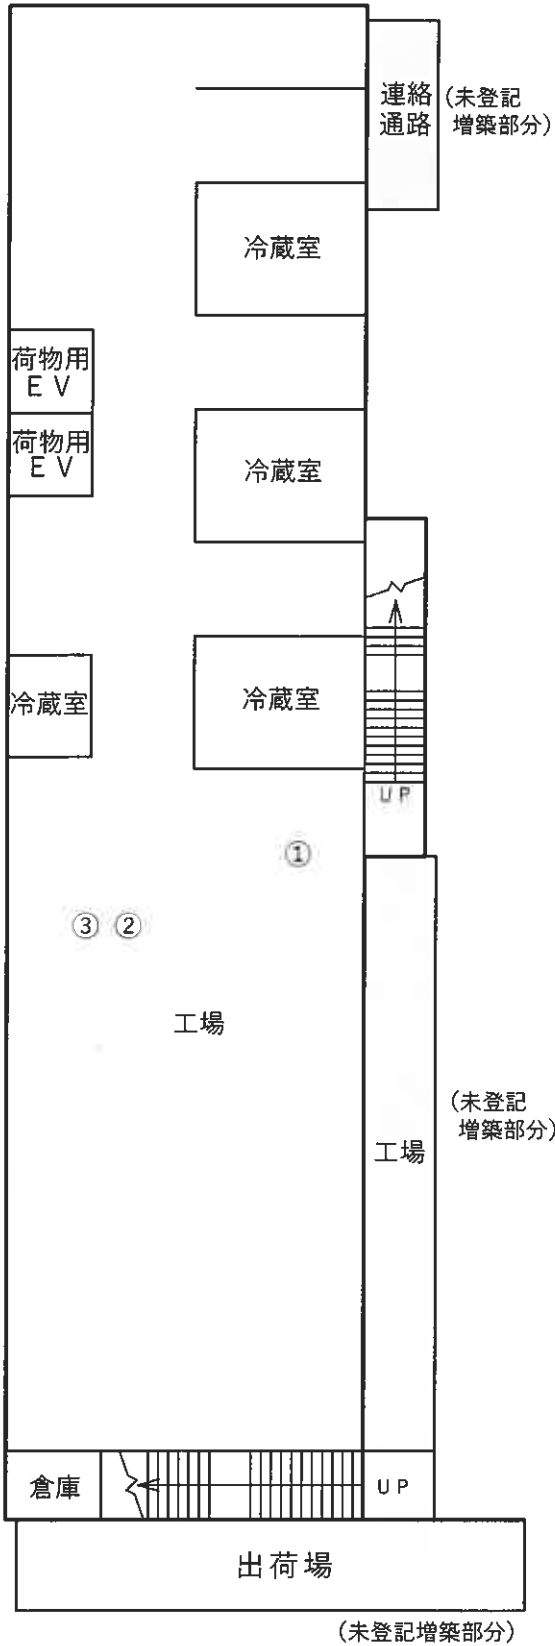 連絡
通路
(未登記
増築部分)
冷蔵室
荷物用
EV
荷物用
EV
冷蔵室
冷蔵室
冷蔵室
UP
①
③ ②
工場
(未登記
増築部分)
工場
倉庫
UP
出荷場
(未登記増築部分)